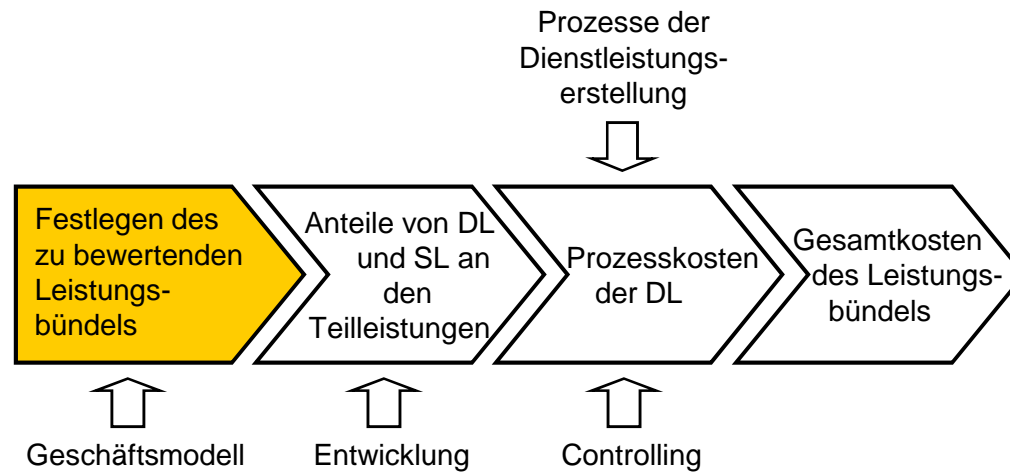 Prozesse der
Dienstleistungs-
erstellung
Festlegen des
zu bewertenden
Leistungs-
bündels
Anteile von DL
und SL an
den
Teilleistungen
Prozesskosten
der DL
Gesamtkosten
des Leistungs-
bündels
Geschäftsmodell
Entwicklung
Controlling